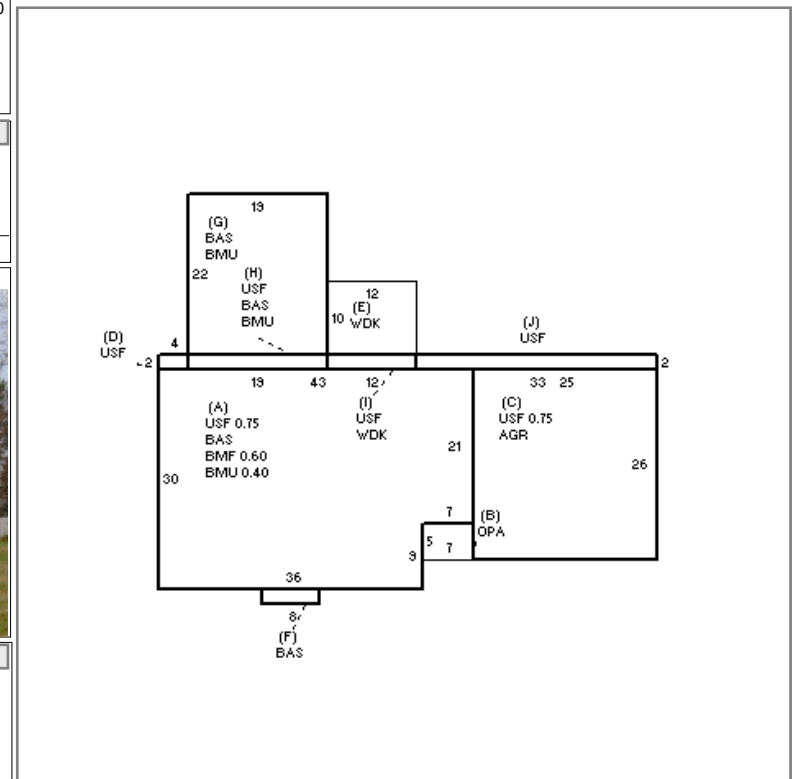 19
(G)
BAS
BMU
22
(H)
USF
BAS
BMU
12
(E)
10 WDK
(J)
USF
(D)
USF
4
2
2
19 43 12
33 25
(A)
USF 0.75
BAS
BMF 0.60
BMU 0.40
(I)
USF
WDK
(C)
USF 0.75
AGR
21
26
30
7
(B)
OPA
5 7
9
36
8
(F)
BAS